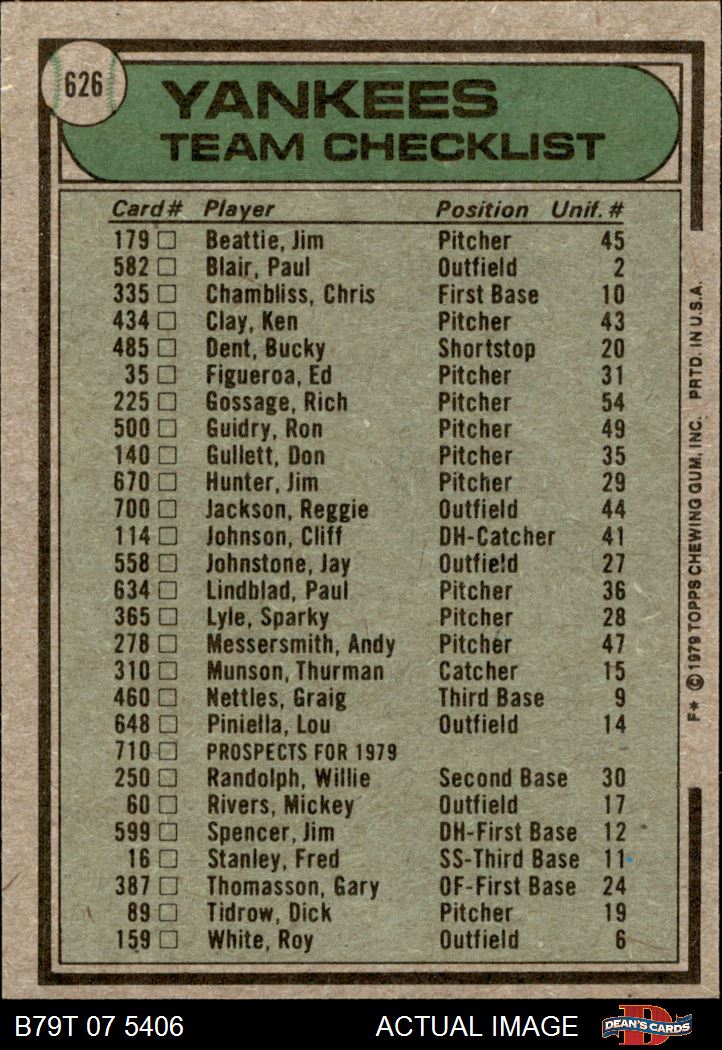 626
YANKEES
TEAM CHECKLIST
Card # Player Position Unif. #
179 Beattie, Jim Pitcher 45
582 Blair, Paul Outfield 2
335 Chambliss, Chris First Base 10
434 Clay, Ken Pitcher 43
485 Dent, Bucky Shortstop 20
35 Figueroa, Ed Pitcher 31
225 Gossage, Rich Pitcher 54
500 Guidry, Ron Pitcher 49
140 Gullett, Don Pitcher 35
670 Hunter, Jim Pitcher 29
700 Jackson, Reggie Outfield 44
114 Johnson, Cliff DH-Catcher 41
558 Johnstone, Jay Outfield 27
634 Lindblad, Paul Pitcher 36
365 Lyle, Sparky Pitcher 28
278 Messersmith, Andy Pitcher 47
310 Munson, Thurman Catcher 15
460 Nettles, Graig Third Base 9
648 Piniella, Lou Outfield 14
710 PROSPECTS FOR 1979
250 Randolph, Willie Second Base 30
60 Rivers, Mickey Outfield 17
599 Spencer, Jim DH-First Base 12
16 Stanley, Fred SS-Third Base 11
387 Thomasson, Gary OF-First Base 24
89 Tidrow, Dick Pitcher 19
159 White, Roy Outfield 6
F* © 1979 TOPPS CHEWING GUM, INC. PRTD. IN U.S.A.
B79T 07 5406 ACTUAL IMAGE D DEAN'S CARDS